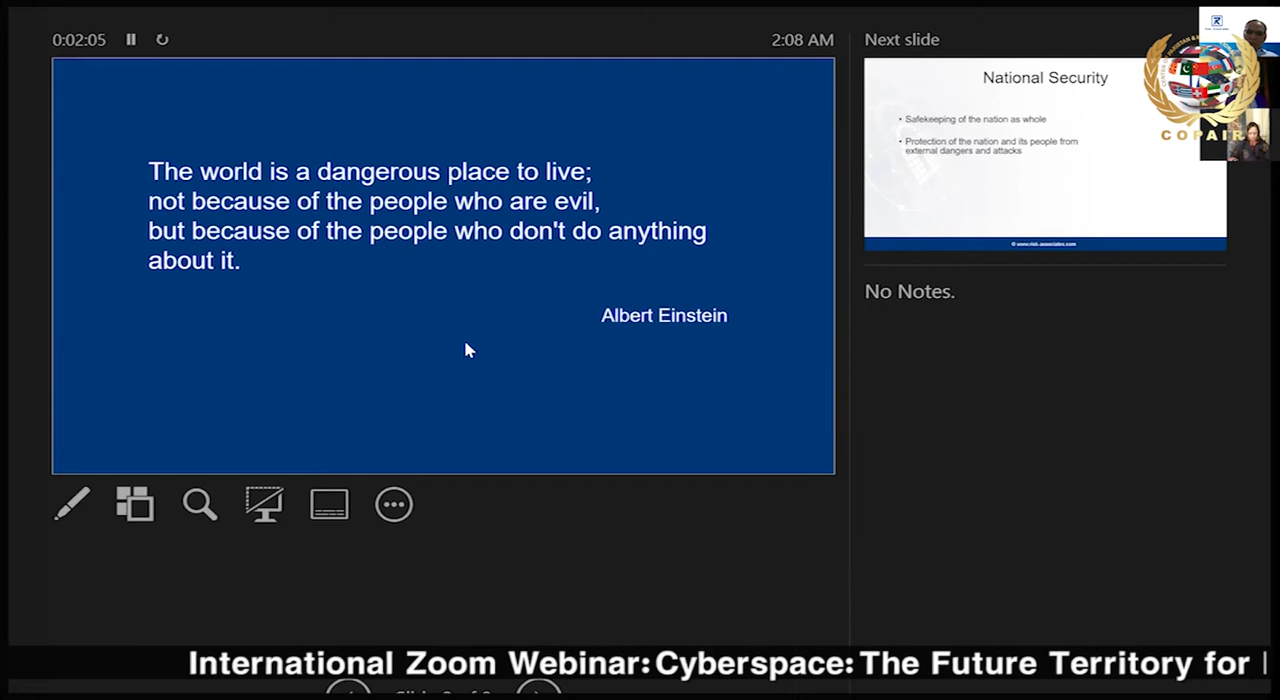 0:02:05
2:08 AM
The world is a dangerous place to live;
not because of the people who are evil,
but because of the people who don't do anything
about it.
Albert Einstein
Next slide
National Security
• Safekeeping of the nation as whole
• Protection of the nation and its people from
external dangers and attacks
© www.risk-associates.com
No Notes.
COPAIR
International Zoom Webinar: Cyberspace: The Future Territory for